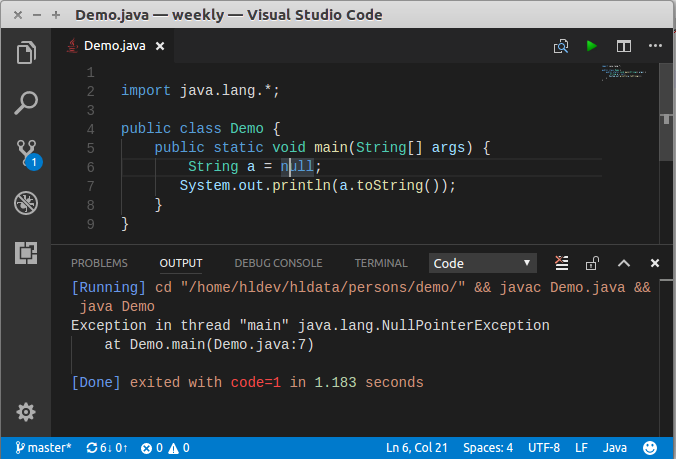 Demo.java — weekly — Visual Studio Code
Demo.java
1
2 import java.lang.*;
3
4 public class Demo {
5 public static void main(String[] args) {
6 String a = null;
7 System.out.println(a.toString());
8 }
9 }
PROBLEMS OUTPUT DEBUG CONSOLE TERMINAL Code
[Running] cd "/home/hldev/hldata/persons/demo/" && javac Demo.java &&
java Demo
Exception in thread "main" java.lang.NullPointerException
at Demo.main(Demo.java:7)
[Done] exited with code=1 in 1.183 seconds
1
master* 6↓ 0↑ 0 0 Ln 6, Col 21 Spaces: 4 UTF-8 LF Java